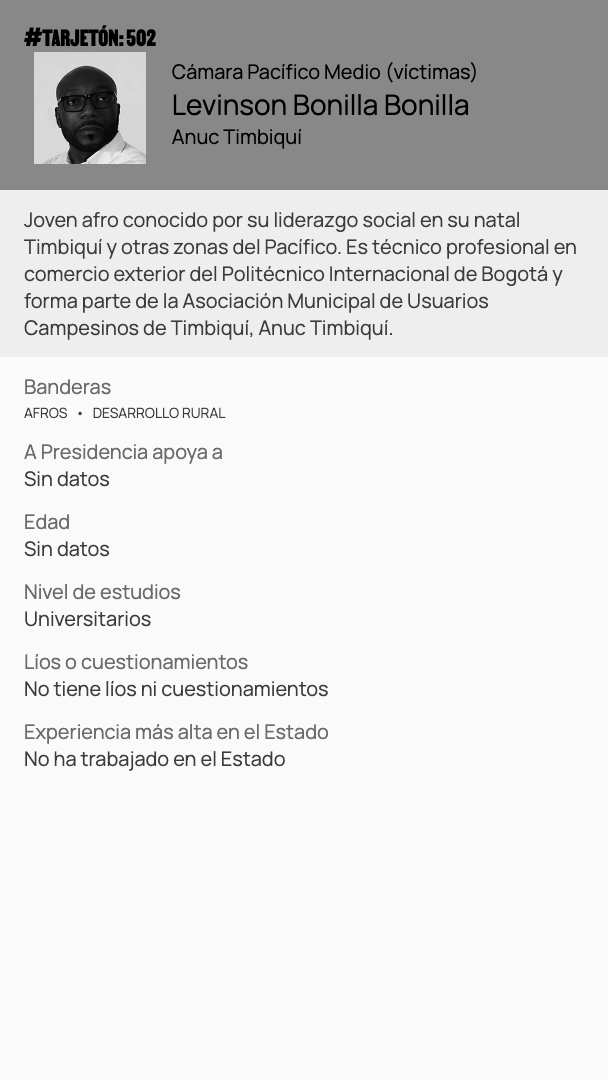 #TARJETÓN: 502
Cámara Pacífico Medio (víctimas)
Levinson Bonilla Bonilla
Anuc Timbiquí
Joven afro conocido por su liderazgo social en su natal
Timbiquí y otras zonas del Pacífico. Es técnico profesional en
comercio exterior del Politécnico Internacional de Bogotá y
forma parte de la Asociación Municipal de Usuarios
Campesinos de Timbiquí, Anuc Timbiquí.
Banderas
AFROS • DESARROLLO RURAL
A Presidencia apoya a
Sin datos
Edad
Sin datos
Nivel de estudios
Universitarios
Líos o cuestionamientos
No tiene líos ni cuestionamientos
Experiencia más alta en el Estado
No ha trabajado en el Estado